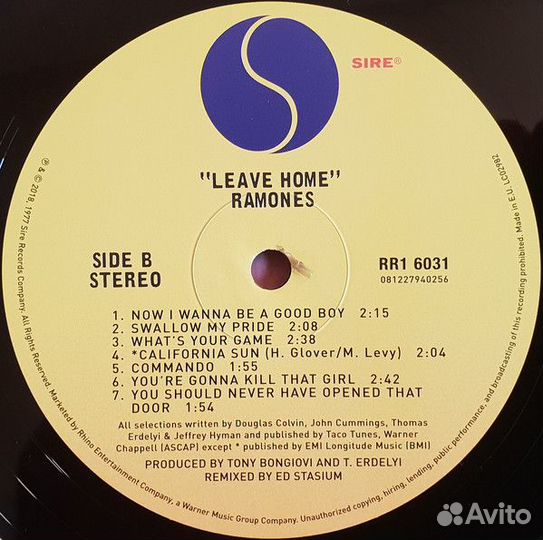 SIRE®
"LEAVE HOME"
RAMONES
SIDE B
STEREO
RR1 6031
081227940256
1. NOW I WANNA BE A GOOD BOY 2:15
2. SWALLOW MY PRIDE 2:08
3. WHAT'S YOUR GAME 2:38
4. *CALIFORNIA SUN (H. Glover/M. Levy) 2:04
5. COMMANDO 1:55
6. YOU'RE GONNA KILL THAT GIRL 2:42
7. YOU SHOULD NEVER HAVE OPENED THAT
DOOR 1:54
All selections written by Douglas Colvin, John Cummings, Thomas
Erdelyi & Jeffrey Hyman and published by Taco Tunes, Warner
Chappell (ASCAP) except * published by EMI Longitude Music (BMI)
PRODUCED BY TONY BONGIOVI AND T. ERDELYI
REMIXED BY ED STASIUM
℗ & © 2018, 1977 Sire Records Company. All Rights Reserved. Marketed by Rhino Entertainment Company, a Warner Music Group Company. Unauthorized copying, hiring, lending, public performance, and broadcasting of this recording prohibited. Made in E.U. LC02982
Avito